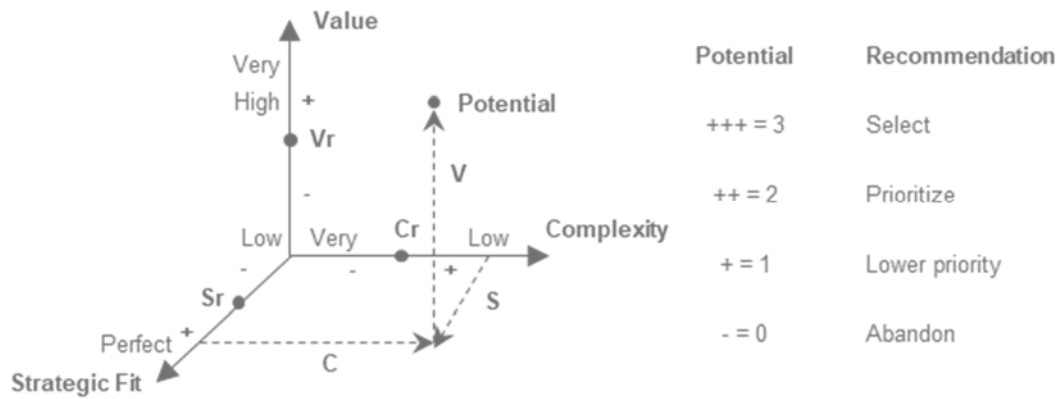 Value
Very
High
+
Vr
-
Low
Very
-
Cr
+
Low
Complexity
Potential
V
S
C
-
Sr
+
Perfect
Strategic Fit
Potential Recommendation
+++ = 3 Select
++ = 2 Prioritize
+ = 1 Lower priority
- = 0 Abandon